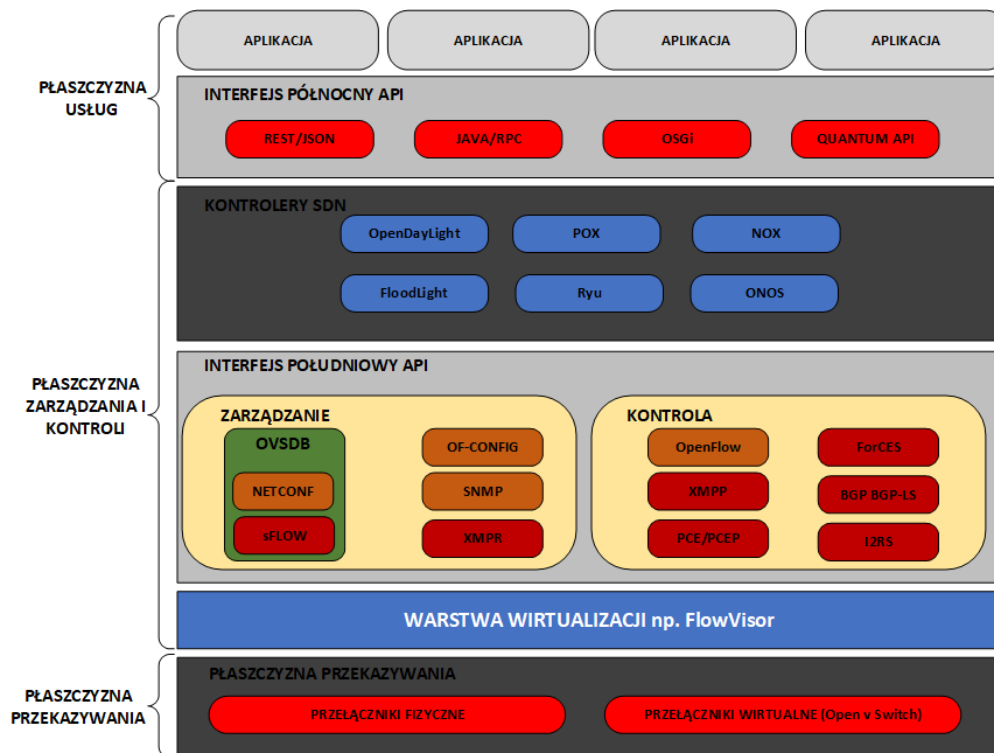 APLIKACJA
APLIKACJA
APLIKACJA
APLIKACJA
PŁASZCZYZNA
USŁUG
INTERFEJS PÓŁNOCNY API
REST/JSON
JAVA/RPC
OSGi
QUANTUM API
KONTROLERY SDN
OpenDayLight
POX
NOX
FloodLight
Ryu
ONOS
PŁASZCZYZNA
ZARZĄDZANIA I
KONTROLI
INTERFEJS POŁUDNIOWY API
ZARZĄDZANIE
OVSDB
NETCONF
sFLOW
OF-CONFIG
SNMP
XMPR
KONTROLA
OpenFlow
XMPP
PCE/PCEP
ForCES
BGP BGP-LS
I2RS
WARSTWA WIRTUALIZACJI np. FlowVisor
PŁASZCZYZNA
PRZEKAZYWANIA
PŁASZCZYZNA PRZEKAZYWANIA
PRZEŁĄCZNIKI FIZYCZNE
PRZEŁĄCZNIKI WIRTUALNE (Open v Switch)